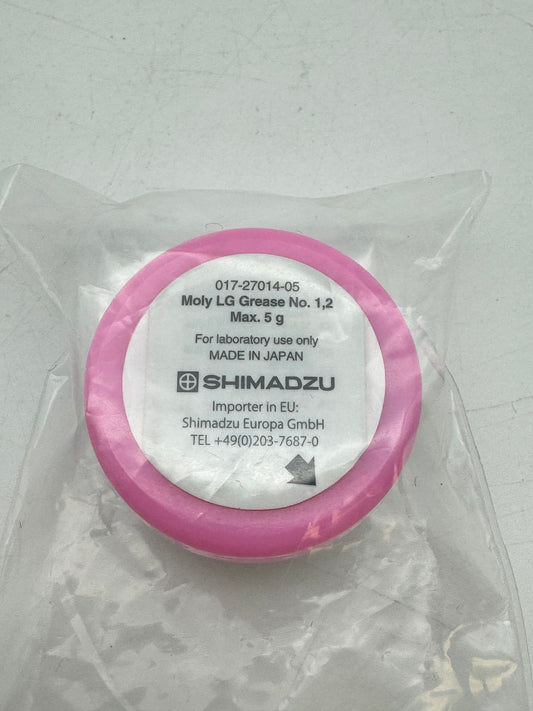 017-27014-05
Moly LG Grease No. 1,2
Max. 5 g
For laboratory use only
MADE IN JAPAN
SHIMADZU
Importer in EU:
Shimadzu Europa GmbH
TEL +49(0)203-7687-0